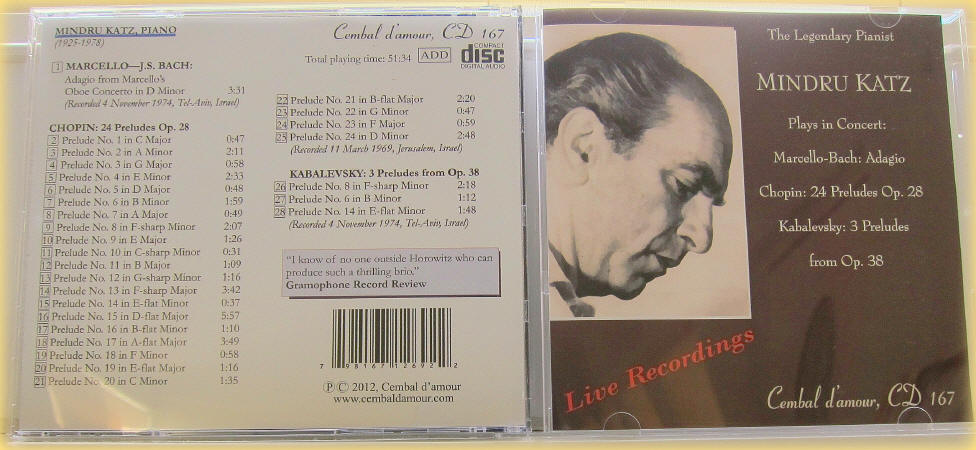 MINDRU KATZ, PIANO
(1925-1978)
1 MARCELLO—J.S. BACH:
Adagio from Marcello's
Oboe Concerto in D Minor 3:31
(Recorded 4 November 1974, Tel-Aviv, Israel)
CHOPIN: 24 Preludes Op. 28
2 Prelude No. 1 in C Major 0:47
3 Prelude No. 2 in A Minor 2:11
4 Prelude No. 3 in G Major 0:58
5 Prelude No. 4 in E Minor 2:33
6 Prelude No. 5 in D Major 0:48
7 Prelude No. 6 in B Minor 1:59
8 Prelude No. 7 in A Major 0:49
9 Prelude No. 8 in F-sharp Minor 2:07
10 Prelude No. 9 in E Major 1:26
11 Prelude No. 10 in C-sharp Minor 0:31
12 Prelude No. 11 in B Major 1:09
13 Prelude No. 12 in G-sharp Minor 1:16
14 Prelude No. 13 in F-sharp Major 3:42
15 Prelude No. 14 in E-flat Minor 0:37
16 Prelude No. 15 in D-flat Major 5:57
17 Prelude No. 16 in B-flat Minor 1:10
18 Prelude No. 17 in A-flat Major 3:49
19 Prelude No. 18 in F Minor 0:58
20 Prelude No. 19 in E-flat Major 1:16
21 Prelude No. 20 in C Minor 1:35
Cembal d'amour, CD 167
Total playing time: 51:34 ADD COMPACT disc DIGITAL AUDIO
22 Prelude No. 21 in B-flat Major 2:20
23 Prelude No. 22 in G Minor 0:47
24 Prelude No. 23 in F Major 0:59
25 Prelude No. 24 in D Minor 2:48
(Recorded 11 March 1969, Jerusalem, Israel)
KABALEVSKY: 3 Preludes from Op. 38
26 Prelude No. 8 in F-sharp Minor 2:18
27 Prelude No. 6 in B Minor 1:12
28 Prelude No. 14 in E-flat Minor 1:48
(Recorded 4 November 1974, Tel-Aviv, Israel)
"I know of no one outside Horowitz who can
produce such a thrilling brio."
Gramophone Record Review
7 98167 12692 2
Ⓟ © 2012, Cembal d'amour
www.cembaldamour.com
The Legendary Pianist
MINDRU KATZ
Plays in Concert:
Marcello-Bach: Adagio
Chopin: 24 Preludes Op. 28
Kabalevsky: 3 Preludes
from Op. 38
Live Recordings
Cembal d'amour, CD 167